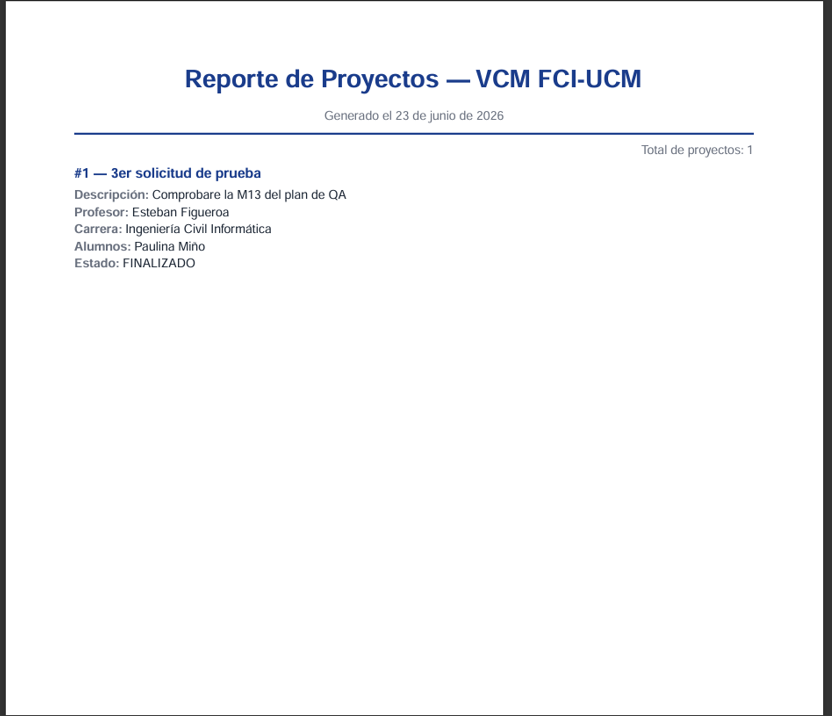 Reporte de Proyectos — VCM FCI-UCM
Generado el 23 de junio de 2026
Total de proyectos: 1
#1 — 3er solicitud de prueba
Descripción: Comprobare la M13 del plan de QA
Profesor: Esteban Figueroa
Carrera: Ingeniería Civil Informática
Alumnos: Paulina Miño
Estado: FINALIZADO